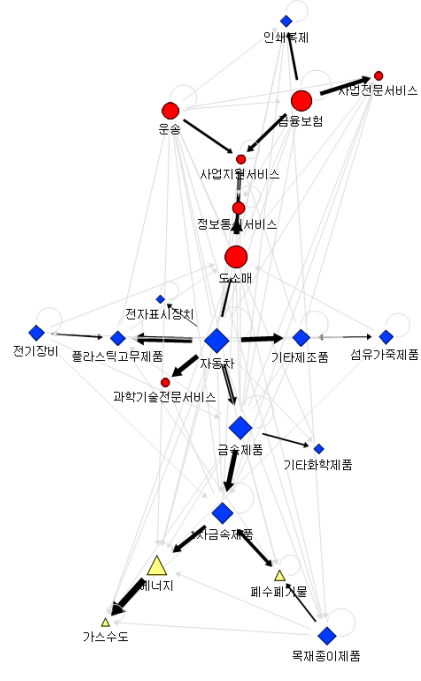 인쇄복제
사업전문서비스
금융보험
운송
사업지원서비스
정보통신서비스
도소매
전자표시장치
전기장비
플라스틱고무제품
자동차
기타제조품
섬유가죽제품
과학기술전문서비스
금속제품
기타화학제품
차금속제품
에너지
폐수폐기물
가스수도
목재종이제품